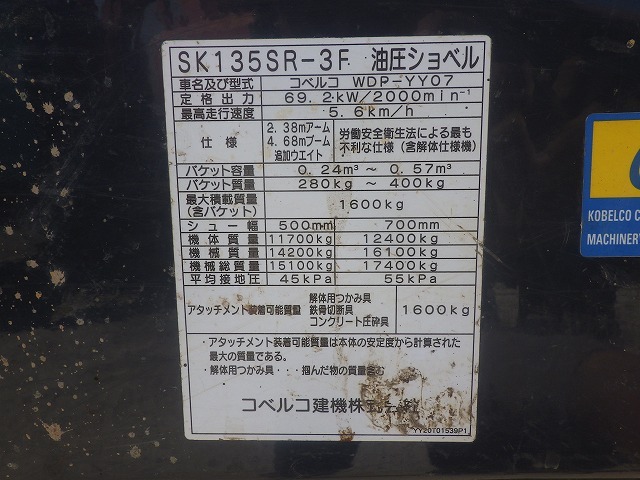 SK135SR-3F 油圧ショベル
車名及び型式 コベルコ WDP-YY07
定格出力 69.2kW/2000min⁻¹
最高走行速度 5.6km/h
仕様 2.38mアーム 4.68mブーム 追加ウエイト 労働安全衛生法による最も不利な仕様(含解体仕様機)
バケット容量 0.24m³ ～ 0.57m³
バケット質量 280kg ～ 400kg
最大積載質量 (含バケット) 1600kg
シュー幅 500mm 700mm
機体質量 11700kg 12400kg
機械質量 14200kg 16100kg
機械総質量 15100kg 17400kg
平均接地圧 45kPa 55kPa
アタッチメント装着可能質量 解体用つかみ具 鉄骨切断具 コンクリート圧砕具 1600kg
・アタッチメント装着可能質量は本体の安定度から計算された
最大の質量である。
・解体用つかみ具・・・掴んだ物の質量含む
コベルコ建機株式会社
YY20T01539P1
KOBELCO C
MACHINERY